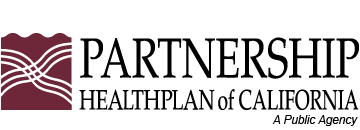 PARTNERSHIP
HEALTHPLAN of CALIFORNIA
A Public Agency